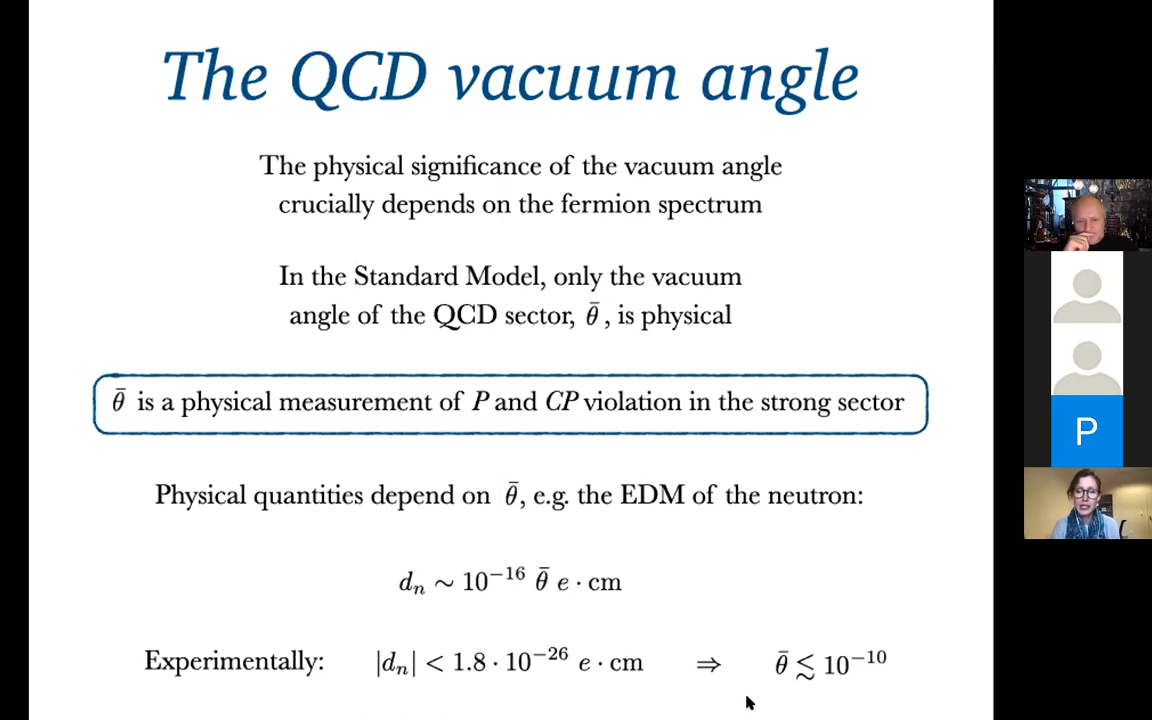 The QCD vacuum angle
The physical significance of the vacuum angle
crucially depends on the fermion spectrum
In the Standard Model, only the vacuum
angle of the QCD sector, θ̄ , is physical
θ̄ is a physical measurement of P and CP violation in the strong sector
Physical quantities depend on θ̄, e.g. the EDM of the neutron:
dₙ ∼ 10⁻¹⁶ θ̄ e · cm
Experimentally: |dₙ| < 1.8 · 10⁻²⁶ e · cm ⇒ θ̄ ≲ 10⁻¹⁰
P